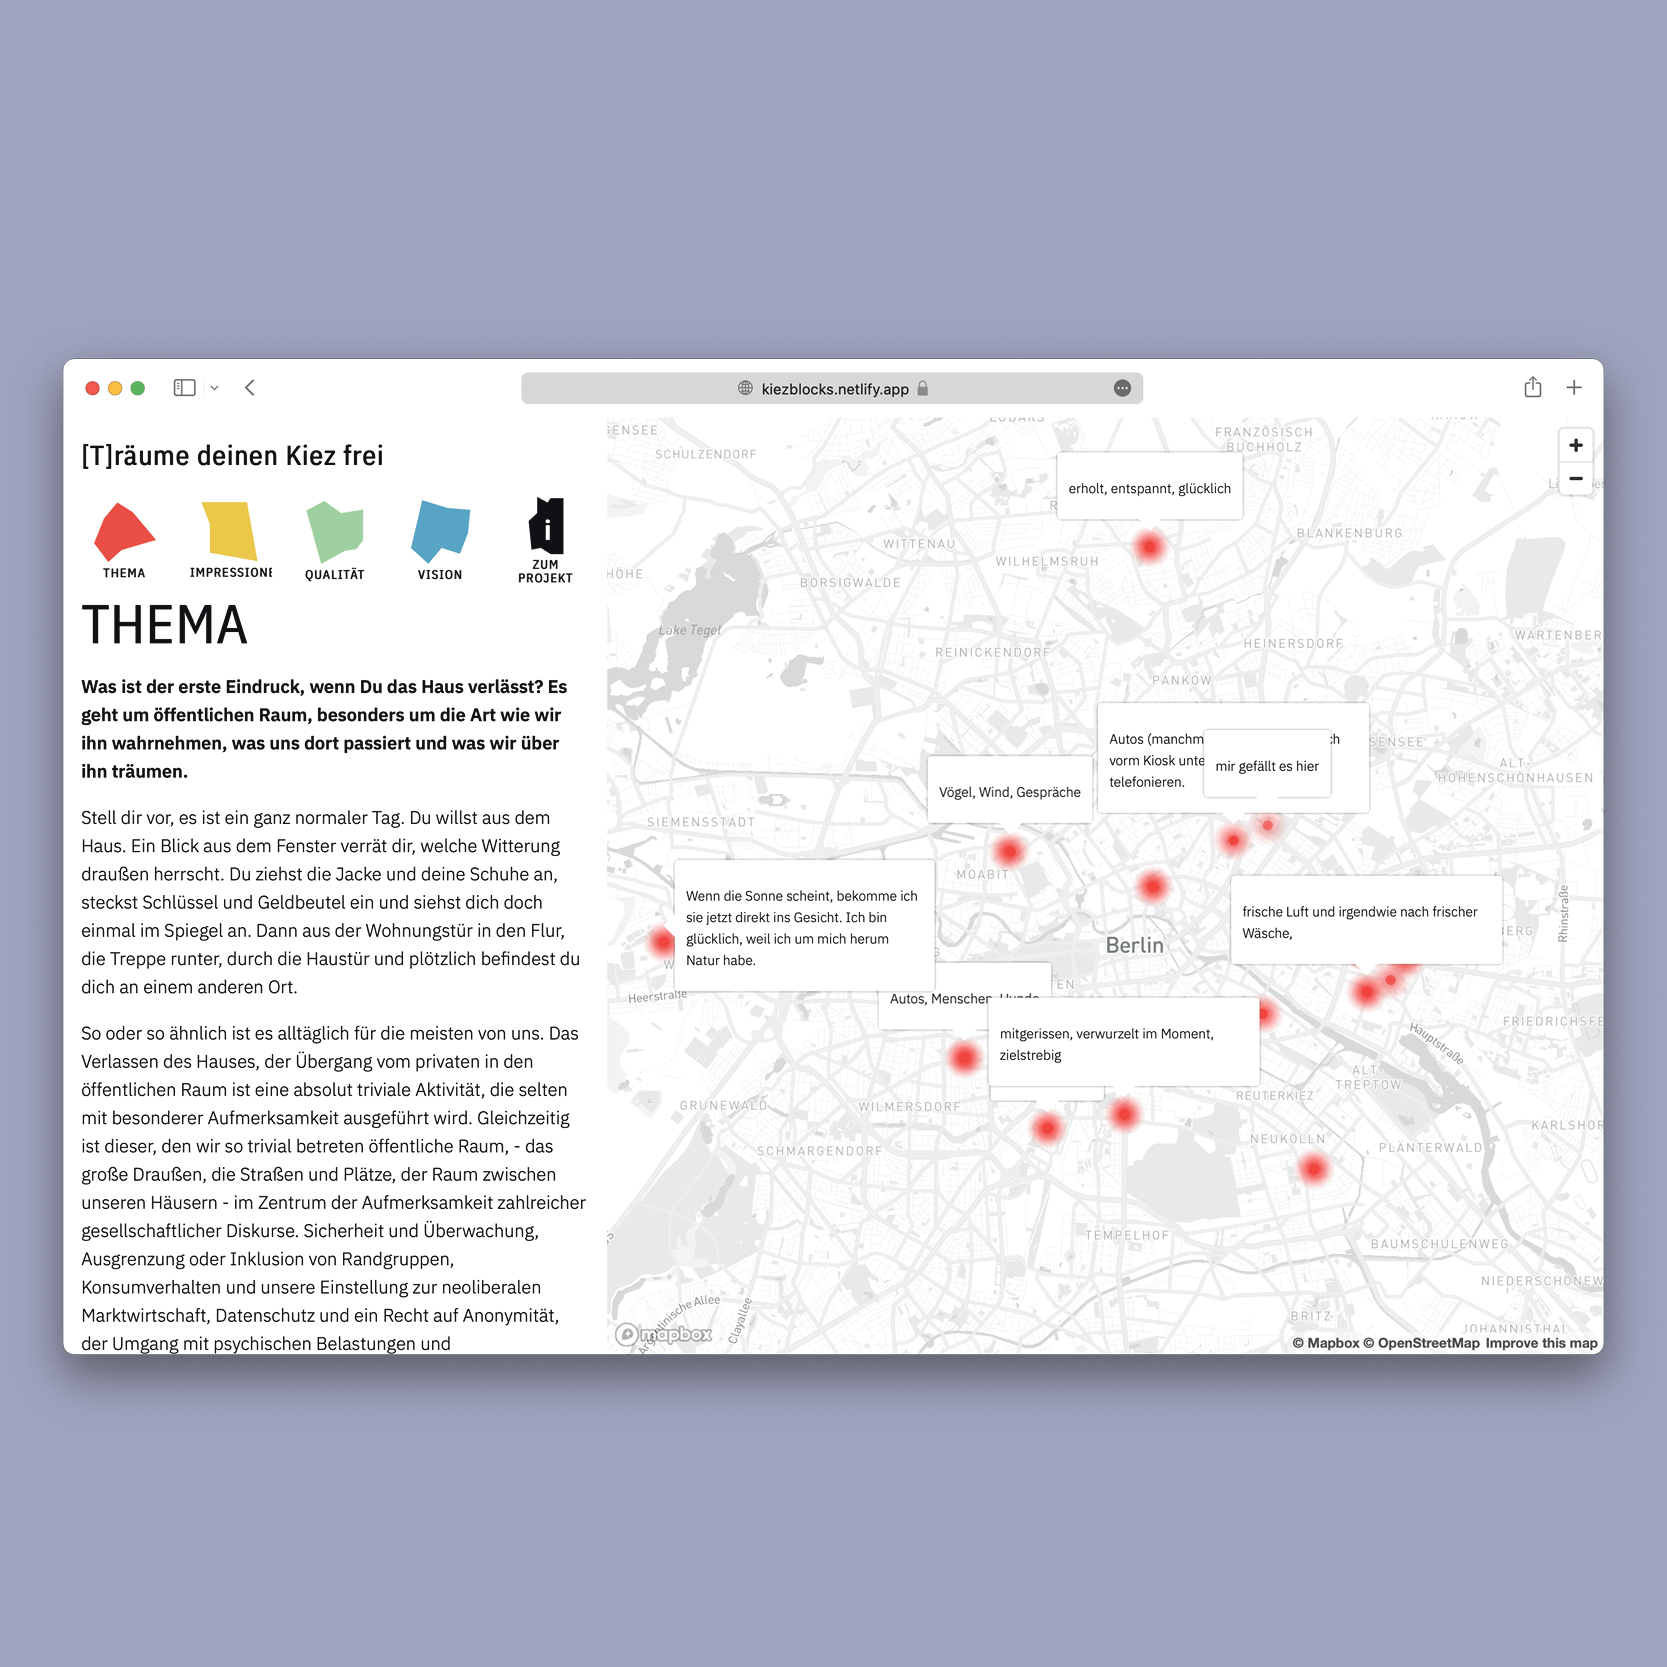 kiezblocks.netlify.app
[T]räume deinen Kiez frei
THEMA
IMPRESSIONE
QUALITÄT
VISION
i
ZUM
PROJEKT
THEMA
Was ist der erste Eindruck, wenn Du das Haus verlässt? Es
geht um öffentlichen Raum, besonders um die Art wie wir
ihn wahrnehmen, was uns dort passiert und was wir über
ihn träumen.
Stell dir vor, es ist ein ganz normaler Tag. Du willst aus dem
Haus. Ein Blick aus dem Fenster verrät dir, welche Witterung
draußen herrscht. Du ziehst die Jacke und deine Schuhe an,
steckst Schlüssel und Geldbeutel ein und siehst dich doch
einmal im Spiegel an. Dann aus der Wohnungstür in den Flur,
die Treppe runter, durch die Haustür und plötzlich befindest du
dich an einem anderen Ort.
So oder so ähnlich ist es alltäglich für die meisten von uns. Das
Verlassen des Hauses, der Übergang vom privaten in den
öffentlichen Raum ist eine absolut triviale Aktivität, die selten
mit besonderer Aufmerksamkeit ausgeführt wird. Gleichzeitig
ist dieser, den wir so trivial betreten öffentliche Raum, - das
große Draußen, die Straßen und Plätze, der Raum zwischen
unseren Häusern - im Zentrum der Aufmerksamkeit zahlreicher
gesellschaftlicher Diskurse. Sicherheit und Überwachung,
Ausgrenzung oder Inklusion von Randgruppen,
Konsumverhalten und unsere Einstellung zur neoliberalen
Marktwirtschaft, Datenschutz und ein Recht auf Anonymität,
der Umgang mit psychischen Belastungen und
GENSEE
SCHULZENDORF
FRANZÖSISCH
BUCHHOLZ
+
−
erholt, entspannt, glücklich
WITTENAU
WILHELMSRUH
BLANKENBURG
HÖHE
BORSIGWALDE
Lake Tegel
REINICKENDORF
HEINERSDORF
WARTENBER
PANKOW
Autos (manchm
ch
vorm Kiosk unte
telefonieren.
mir gefällt es hier
SENSEE
ALT-
HOHENSCHÖNHAUSEN
Vögel, Wind, Gespräche
SIEMENSSTADT
MOABIT
Wenn die Sonne scheint, bekomme ich
sie jetzt direkt ins Gesicht. Ich bin
glücklich, weil ich um mich herum
Natur habe.
frische Luft und irgendwie nach frischer
Wäsche,
BERG
Rhinstraße
Berlin
TEN
Heerstraße
Autos, Menschen, Hunde
mitgerissen, verwurzelt im Moment,
zielstrebig
FRIEDRICHSFE
Hauptstraße
ALT-
TREPTOW
REUTERKIEZ
GRUNEWALD
WILMERSDORF
NEUKÖLLN
PLÄNTERWALD
KARLSHOR
SCHMARGENDORF
TEMPELHOF
BAUMSCHULENWEG
NIEDERSCHÖNEW
BRITZ
JOHANNISTHAL
Argentinische Allee
Clayallee
mapbox
© Mapbox © OpenStreetMap Improve this map